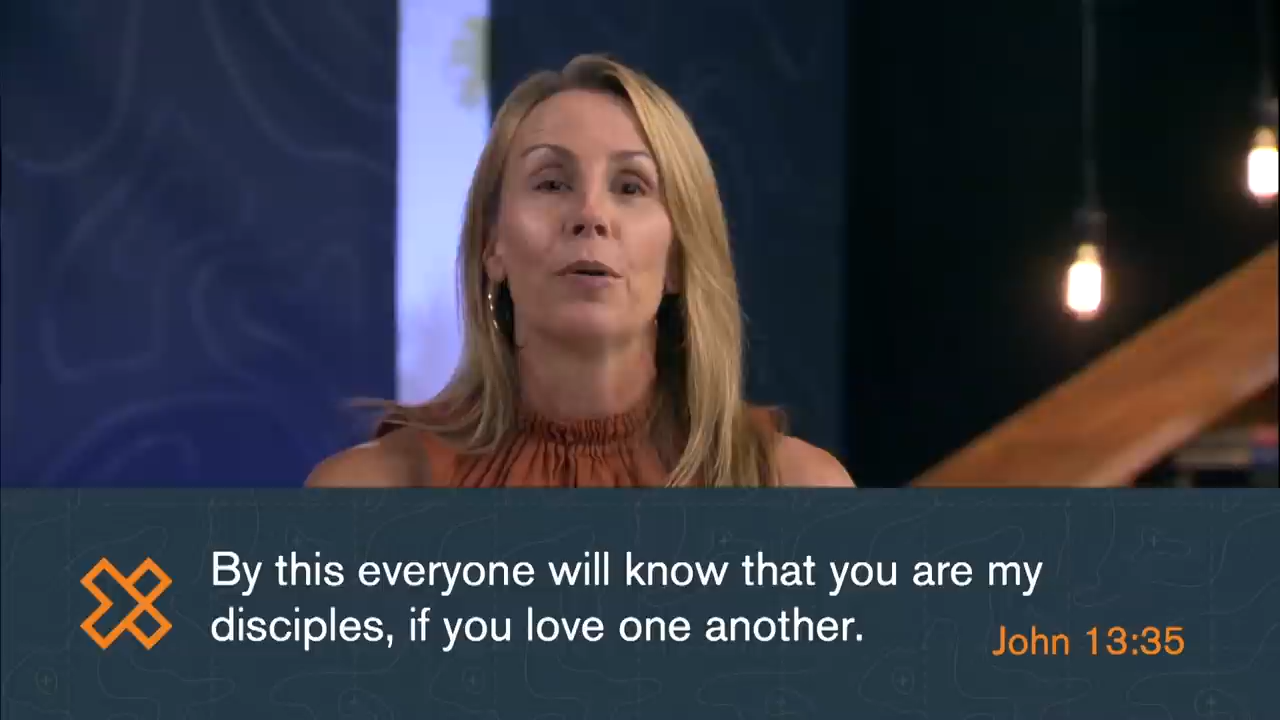 By this everyone will know that you are my
disciples, if you love one another.
John 13:35